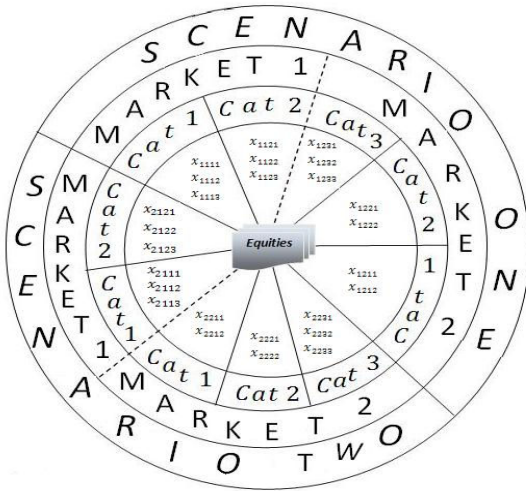 SCENARIO ONE
SCENARIO TWO
MARKET 1
MARKET 2
MARKET 1
MARKET 2
Cat 1
Cat 2
Cat 3
Cat 2
Cat 1
Cat 3
Cat 2
Cat 1
Cat 1
Cat 2
x1111
x1112
x1113
x1121
x1122
x1123
x1231
x1232
x1233
x1221
x1222
x1211
x1212
x2231
x2232
x2233
x2221
x2222
x2211
x2212
x2111
x2112
x2113
x2121
x2122
x2123
Equities